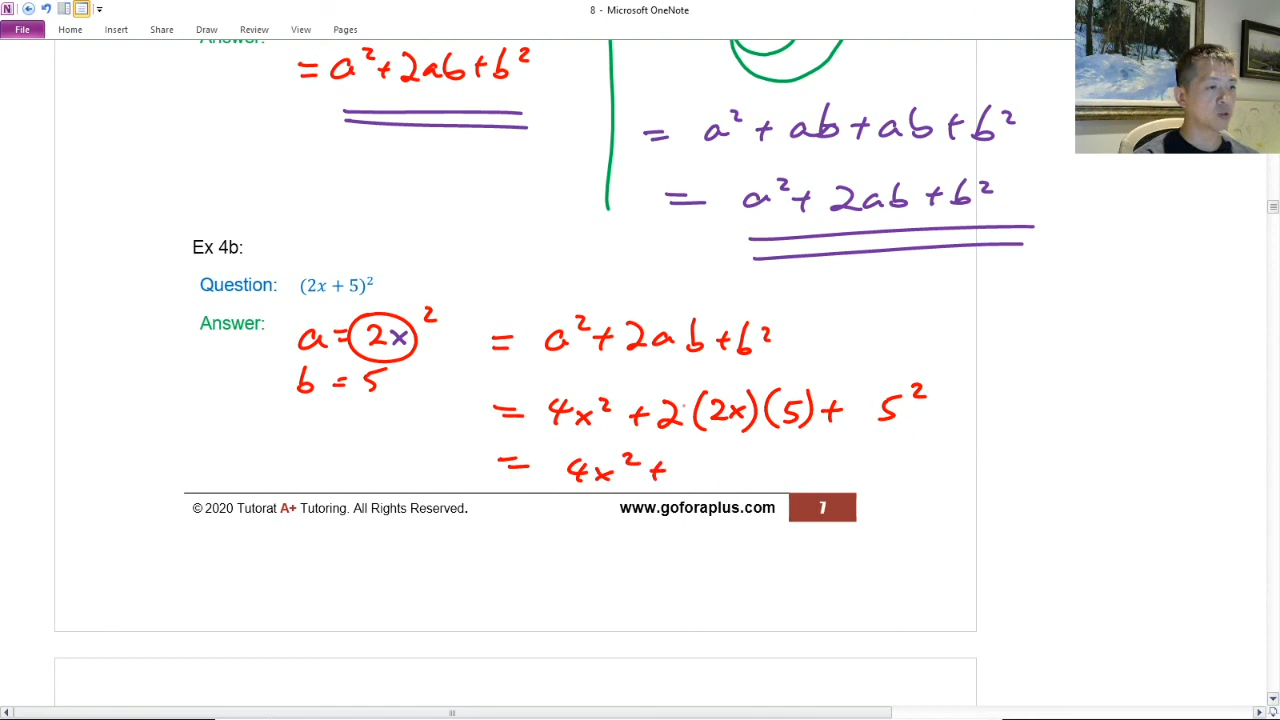 8 - Microsoft OneNote
File Home Insert Share Draw Review View Pages
Answer:
= a² + 2ab + b²
= a² + ab + ab + b²
= a² + 2ab + b²
Ex 4b:
Question: (2x + 5)²
Answer: a = 2x ² = a² + 2ab + b²
b = 5
= 4x² + 2(2x)(5) + 5²
= 4x² +
© 2020 Tutorat A+ Tutoring. All Rights Reserved. www.goforaplus.com 7